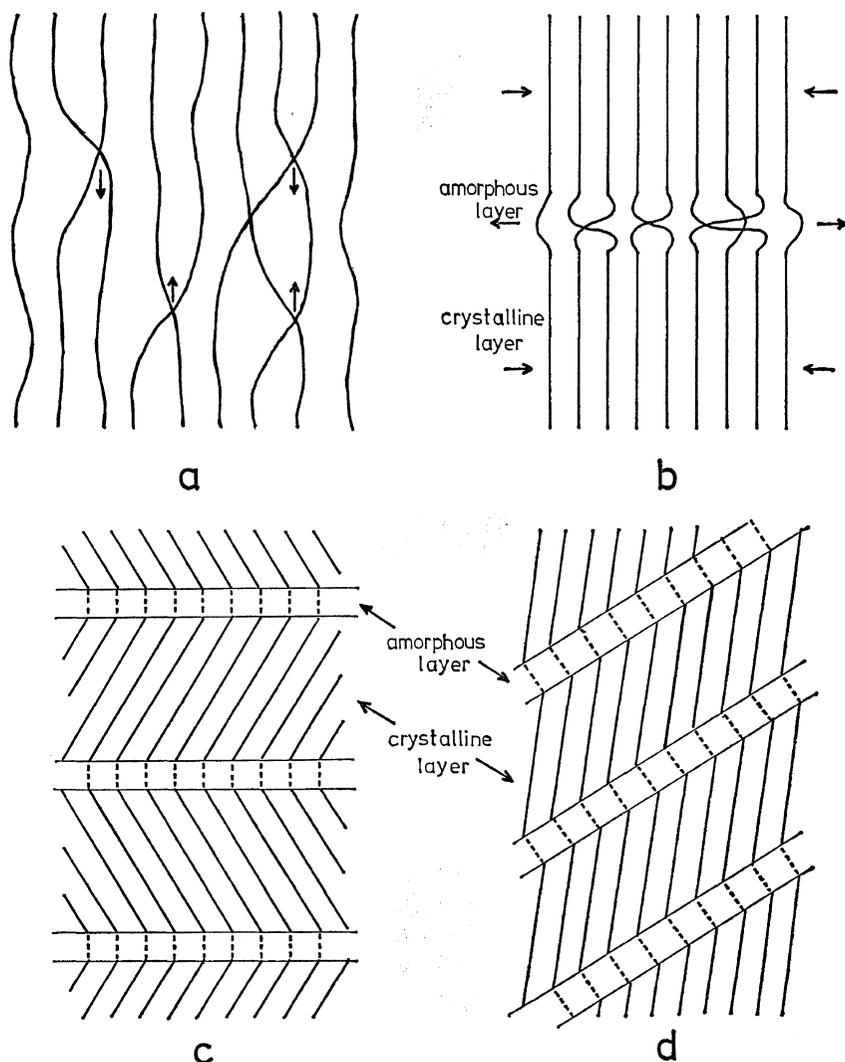 amorphous
layer
crystalline
layer
a
b
amorphous
layer
crystalline
layer
c
d